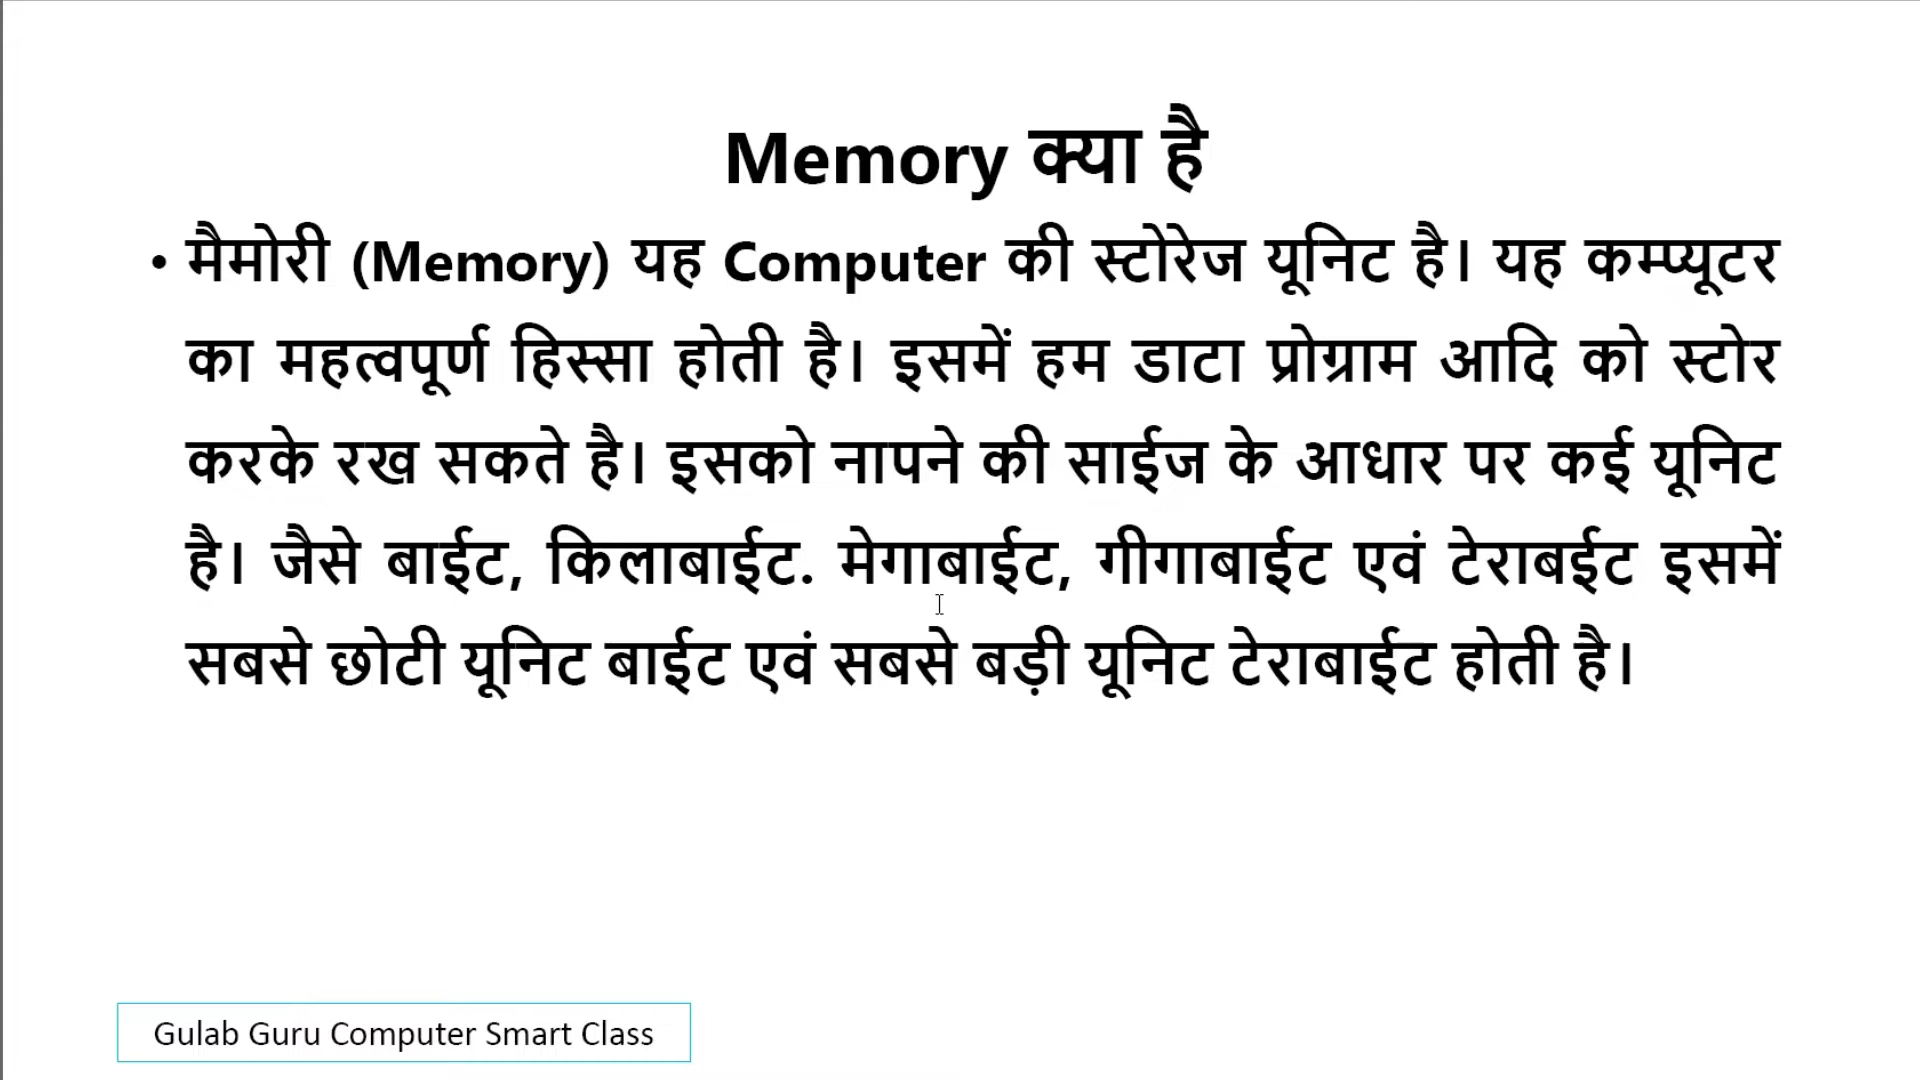 Memory क्या है
• मैमोरी (Memory) यह Computer की स्टोरेज यूनिट है। यह कम्प्यूटर
का महत्वपूर्ण हिस्सा होती है। इसमें हम डाटा प्रोग्राम आदि को स्टोर
करके रख सकते है। इसको नापने की साईज के आधार पर कई यूनिट
है। जैसे बाईट, किलाबाईट. मेगाबाईट, गीगाबाईट एवं टेराबईट इसमें
सबसे छोटी यूनिट बाईट एवं सबसे बड़ी यूनिट टेराबाईट होती है।
Gulab Guru Computer Smart Class